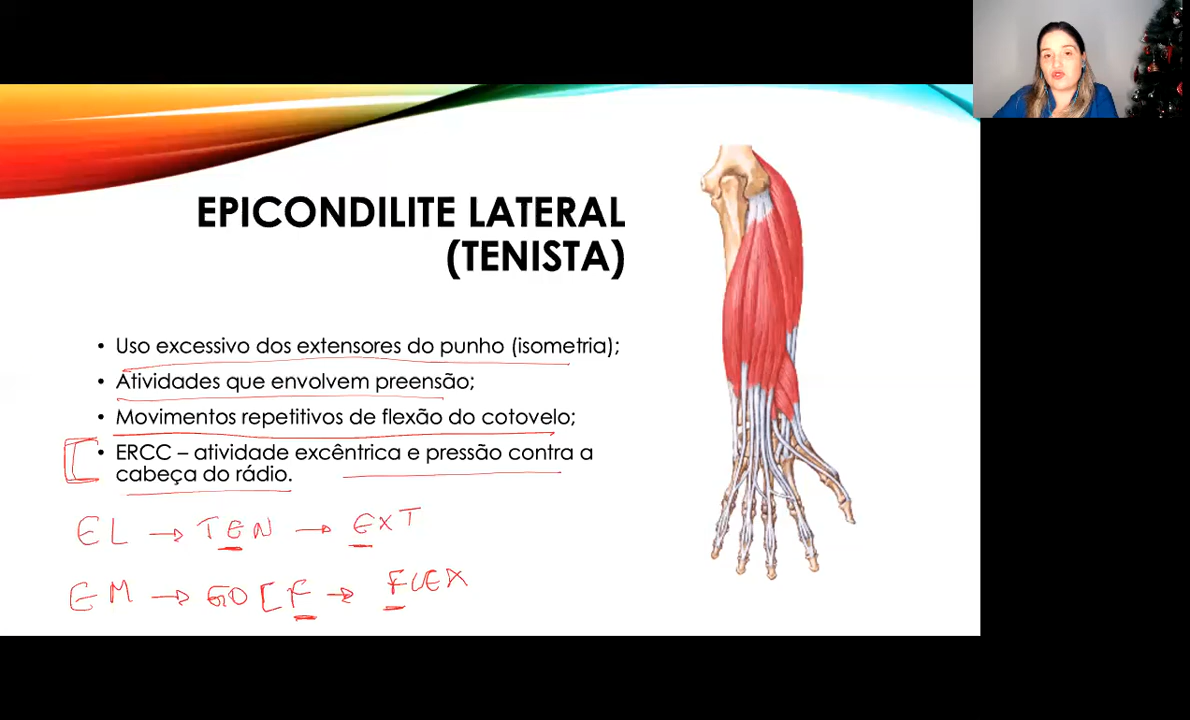 EPICONDILITE LATERAL
(TENISTA)
• Uso excessivo dos extensores do punho (isometria);
• Atividades que envolvem preensão;
• Movimentos repetitivos de flexão do cotovelo;
• ERCC – atividade excêntrica e pressão contra a
cabeça do rádio.
EL → TEN → EXT
EM → GOLF → FLEX